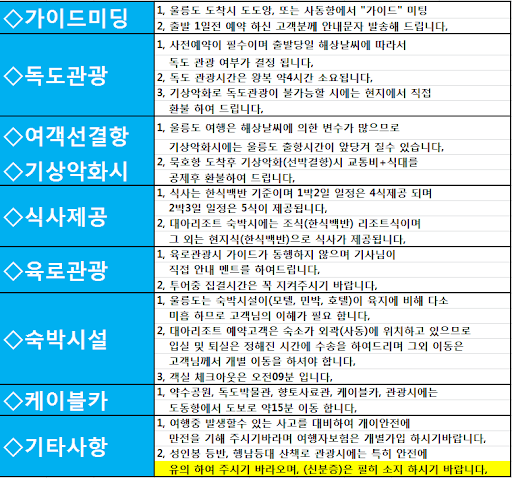 ◇가이드미딩
1, 울릉도 도착시 도도앙, 또는 사동항에서 "가이드" 미팅
2, 출발 1일전 예약 하신 고객분께 안내문자 발송해 드립니다,
◇독도관광
1, 사전예약이 필수이며 출발당일 해상날씨에 따라서
독도 관광 여부가 결정 됩니다,
2, 독도 관광시간은 왕복 약4시간 소요됩니다,
3, 기상악화로 독도관광이 불가능할 시에는 현지에서 직접
환불 하여 드립니다,
◇여객선결항
◇기상악화시
1, 울릉도 여행은 해상날씨에 의한 변수가 많으므로
기상악화시에는 울릉도 출항시간이 앞당겨 질수 있습니다,
2, 묵호항 도착후 기상악화(선박결항)시 교통비+식대를
공제후 환불하여 드립니다,
◇식사제공
1, 식사는 한식백반 기준이며 1박2일 일정은 4식제공 되며
2박3일 일정은 5식이 제공됩니다,
2, 대아리조트 숙박시에는 조식(한식백반) 리조트식이며
그 외는 현지식(한식백반)으로 식사가 제공됩니다,
◇육로관광
1, 육로관광시 가이드가 동행하지 않으며 기사님이
직접 안내 멘트를 하여드립니다,
2, 투어중 집결시간은 꼭 지켜주시기 바랍니다,
◇숙박시설
1, 울릉도는 숙박시설이(모텔, 민박, 호텔)이 육지에 비해 다소
미흡 하므로 고객님의 이해가 필요 합니다,
2, 대아리조트 예약고객은 숙소가 외곽(사동)에 위치하고 있으므로
입실 및 퇴실은 정해진 시간에 수송을 하여드리며 그외 이동은
고객님께서 개별 이동을 하셔야 합니다,
3, 객실 체크아웃은 오전09분 입니다,
◇케이블카
1, 약수공원, 독도박물관, 향토사료관, 케이블카, 관광시에는
도동항에서 도보로 약15분 이동 합니다,
◇기타사항
1, 여행중 발생할수 있는 사고를 대비하여 개이안전에
만전을 기해 주시기바라며 여행자보험은 개별가입 하시기바랍니다,
2, 성인봉 등반, 행남등대 산책로 관광시에는 특히 안전에
유의 하여 주시기 바라오며, (신분증)은 필히 소지 하시기 바랍니다,